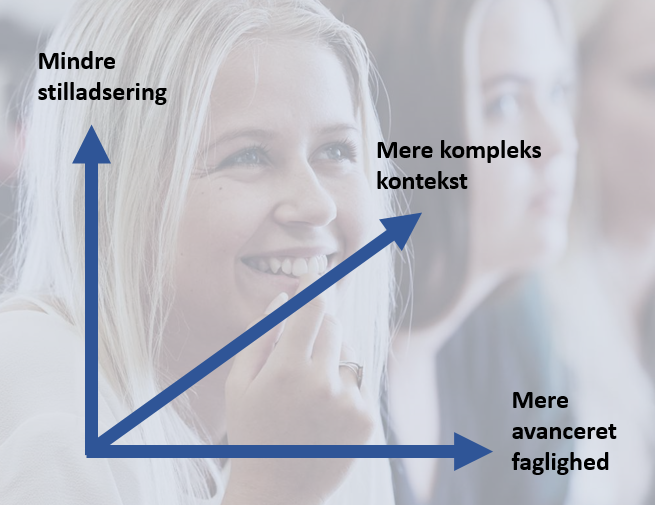 Mindre
stilladsering
Mere kompleks
kontekst
Mere
avanceret
faglighed